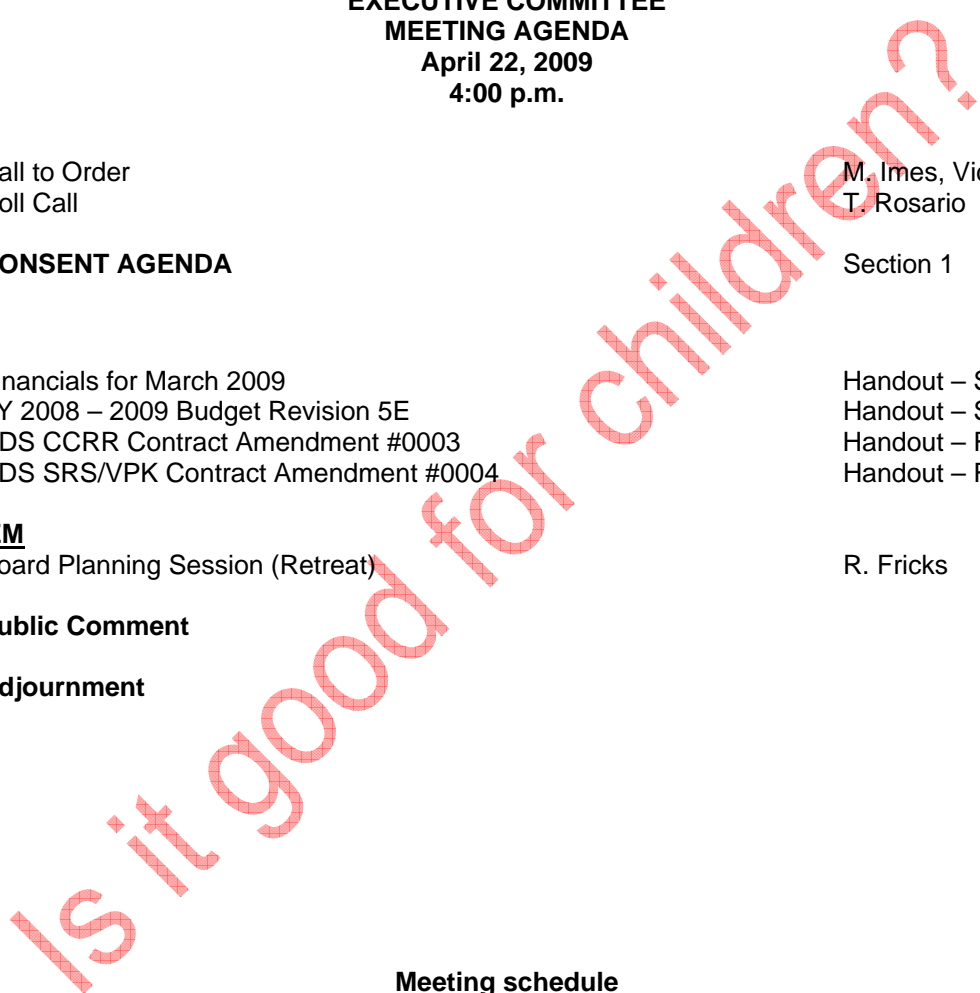 EXECUTIVE COMMITTEE
MEETING AGENDA
April 22, 2009
4:00 p.m.
all to Order M. Imes, Vic
oll Call T. Rosario
ONSENT AGENDA Section 1
inancials for March 2009 Handout – S
Y 2008 – 2009 Budget Revision 5E Handout – S
DS CCRR Contract Amendment #0003 Handout – F
DS SRS/VPK Contract Amendment #0004 Handout – F
EM
oard Planning Session (Retreat) R. Fricks
ublic Comment
djournment
Is it good for children?
Meeting schedule